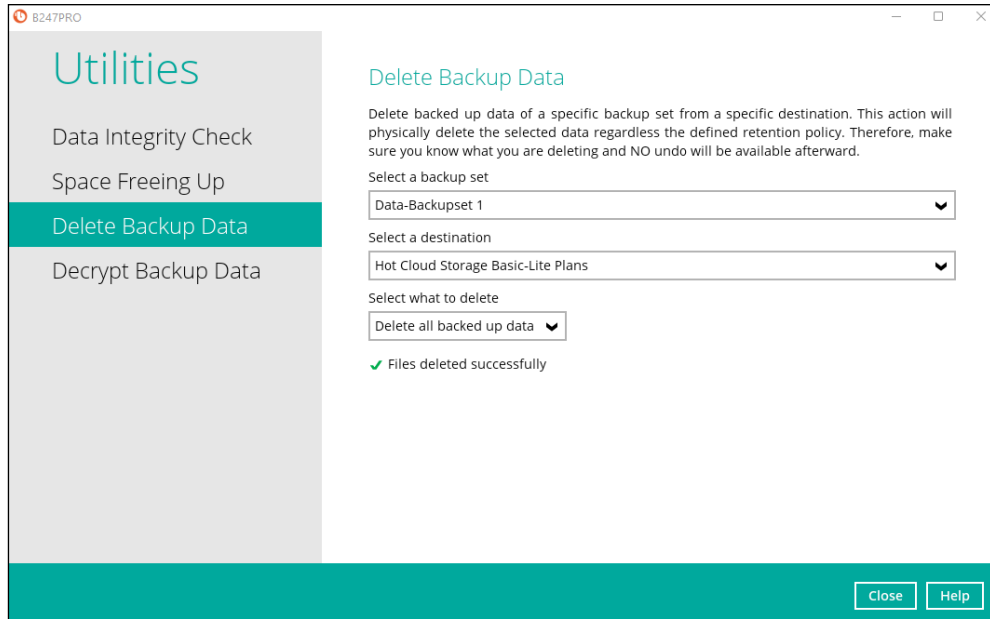 B247PRO
Utilities
Data Integrity Check
Space Freeing Up
Delete Backup Data
Decrypt Backup Data
Delete Backup Data
Delete backed up data of a specific backup set from a specific destination. This action will
physically delete the selected data regardless the defined retention policy. Therefore, make
sure you know what you are deleting and NO undo will be available afterward.
Select a backup set
Data-Backupset 1
Select a destination
Hot Cloud Storage Basic-Lite Plans
Select what to delete
Delete all backed up data
Files deleted successfully
Close
Help